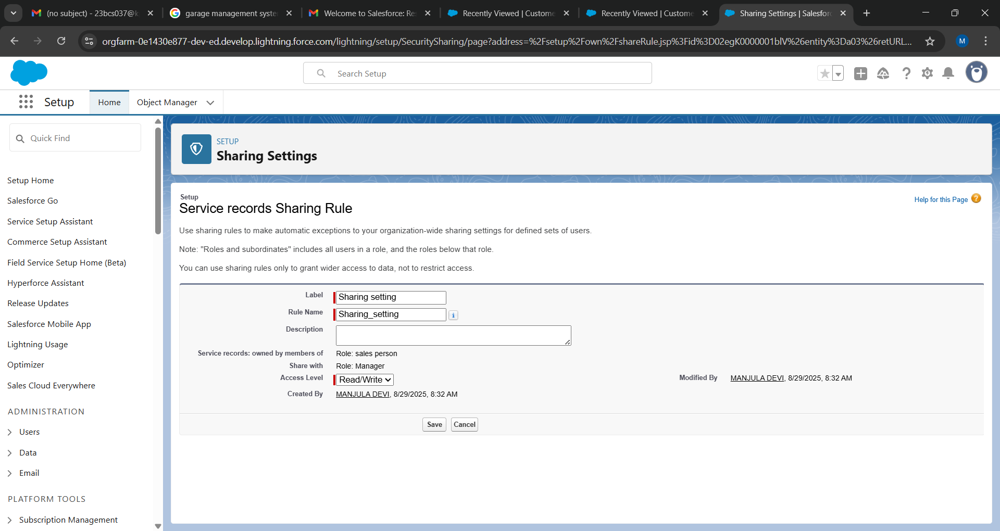 (no subject) - 23bcs037@k
garage management syste
Welcome to Salesforce: Re
Recently Viewed | Custome
Recently Viewed | Custome
Sharing Settings | Salesfor
orgfarm-0e1430e877-dev-ed.develop.lightning.force.com/lightning/setup/SecuritySharing/page?address=%2Fsetup%2Fown%2FshareRule.jsp%3Fid%3D02egK0000001blV%26entity%3Da03%26retURL...
M
Search Setup
Setup
Home
Object Manager
Quick Find
Setup Home
Salesforce Go
Service Setup Assistant
Commerce Setup Assistant
Field Service Setup Home (Beta)
Hyperforce Assistant
Release Updates
Salesforce Mobile App
Lightning Usage
Optimizer
Sales Cloud Everywhere
ADMINISTRATION
Users
Data
Email
PLATFORM TOOLS
Subscription Management
SETUP
Sharing Settings
Setup
Service records Sharing Rule
Help for this Page
Use sharing rules to make automatic exceptions to your organization-wide sharing settings for defined sets of users.
Note: "Roles and subordinates" includes all users in a role, and the roles below that role.
You can use sharing rules only to grant wider access to data, not to restrict access.
Label Sharing setting
Rule Name Sharing_setting
Description
Service records: owned by members of Role: sales person
Share with Role: Manager
Access Level Read/Write
Modified By MANJULA DEVI, 8/29/2025, 8:32 AM
Created By MANJULA DEVI, 8/29/2025, 8:32 AM
Save Cancel